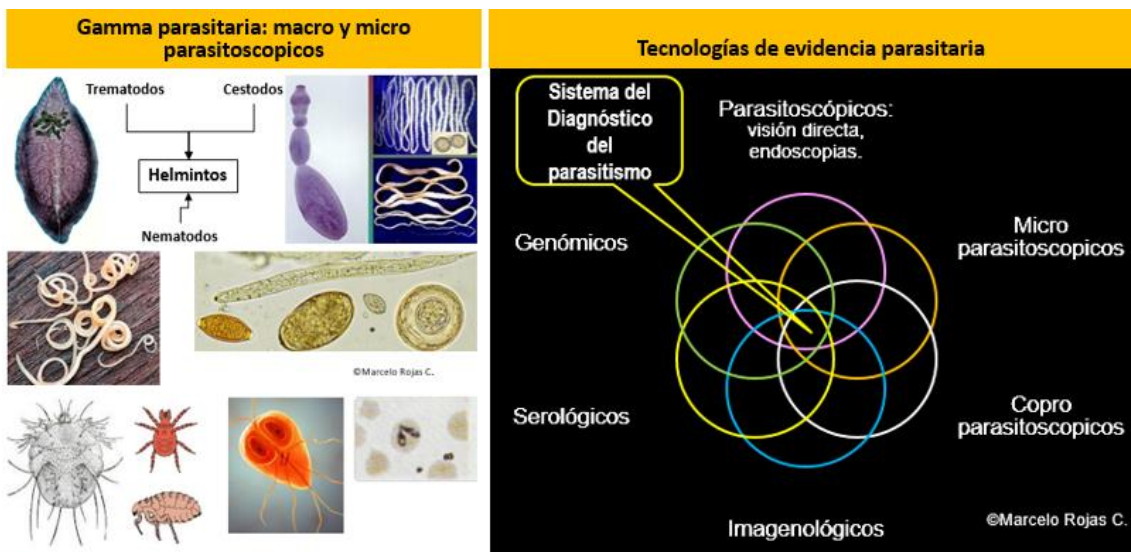 Gamma parasitaria: macro y micro
parasitoscopicos
Trematodos
Cestodos
Helmintos
Nematodos
©Marcelo Rojas C.
Tecnologías de evidencia parasitaria
Sistema del
Diagnóstico
del
parasitismo
Parasitoscópicos:
visión directa,
endoscopias.
Genómicos
Micro
parasitoscopicos
Serológicos
Copro
parasitoscopicos
Imagenológicos
©Marcelo Rojas C.